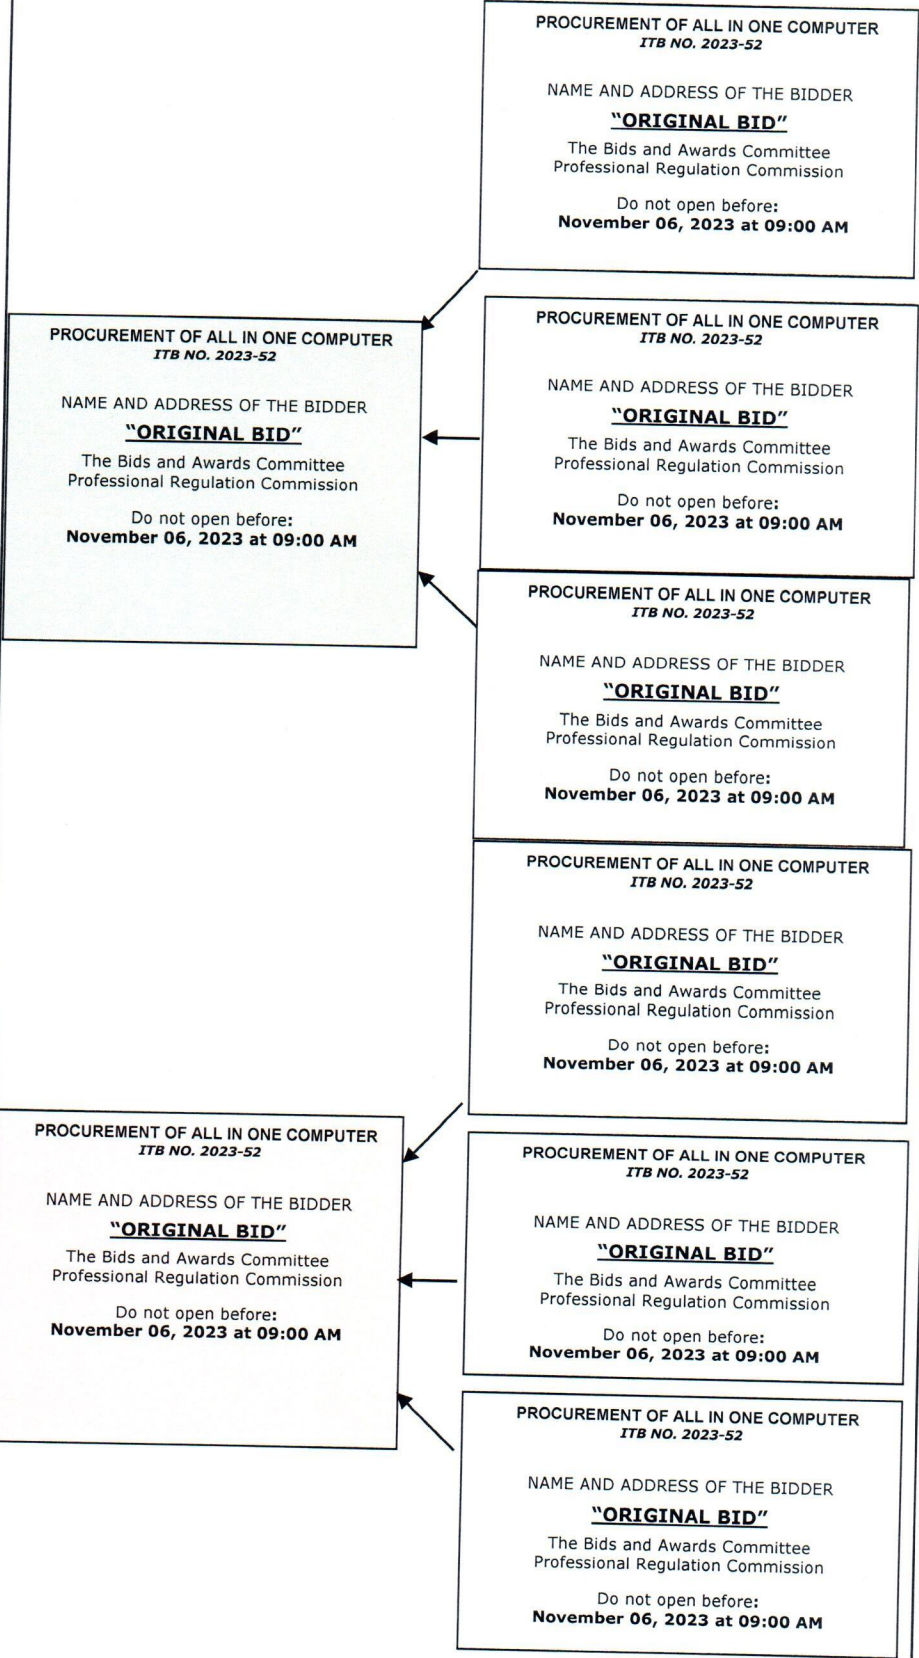 PROCUREMENT OF ALL IN ONE COMPUTER
ITB NO. 2023-52
NAME AND ADDRESS OF THE BIDDER
“ORIGINAL BID”
The Bids and Awards Committee
Professional Regulation Commission
Do not open before:
November 06, 2023 at 09:00 AM
PROCUREMENT OF ALL IN ONE COMPUTER
ITB NO. 2023-52
NAME AND ADDRESS OF THE BIDDER
“ORIGINAL BID”
The Bids and Awards Committee
Professional Regulation Commission
Do not open before:
November 06, 2023 at 09:00 AM
PROCUREMENT OF ALL IN ONE COMPUTER
ITB NO. 2023-52
NAME AND ADDRESS OF THE BIDDER
“ORIGINAL BID”
The Bids and Awards Committee
Professional Regulation Commission
Do not open before:
November 06, 2023 at 09:00 AM
PROCUREMENT OF ALL IN ONE COMPUTER
ITB NO. 2023-52
NAME AND ADDRESS OF THE BIDDER
“ORIGINAL BID”
The Bids and Awards Committee
Professional Regulation Commission
Do not open before:
November 06, 2023 at 09:00 AM
PROCUREMENT OF ALL IN ONE COMPUTER
ITB NO. 2023-52
NAME AND ADDRESS OF THE BIDDER
“ORIGINAL BID”
The Bids and Awards Committee
Professional Regulation Commission
Do not open before:
November 06, 2023 at 09:00 AM
PROCUREMENT OF ALL IN ONE COMPUTER
ITB NO. 2023-52
NAME AND ADDRESS OF THE BIDDER
“ORIGINAL BID”
The Bids and Awards Committee
Professional Regulation Commission
Do not open before:
November 06, 2023 at 09:00 AM
PROCUREMENT OF ALL IN ONE COMPUTER
ITB NO. 2023-52
NAME AND ADDRESS OF THE BIDDER
“ORIGINAL BID”
The Bids and Awards Committee
Professional Regulation Commission
Do not open before:
November 06, 2023 at 09:00 AM
PROCUREMENT OF ALL IN ONE COMPUTER
ITB NO. 2023-52
NAME AND ADDRESS OF THE BIDDER
“ORIGINAL BID”
The Bids and Awards Committee
Professional Regulation Commission
Do not open before:
November 06, 2023 at 09:00 AM